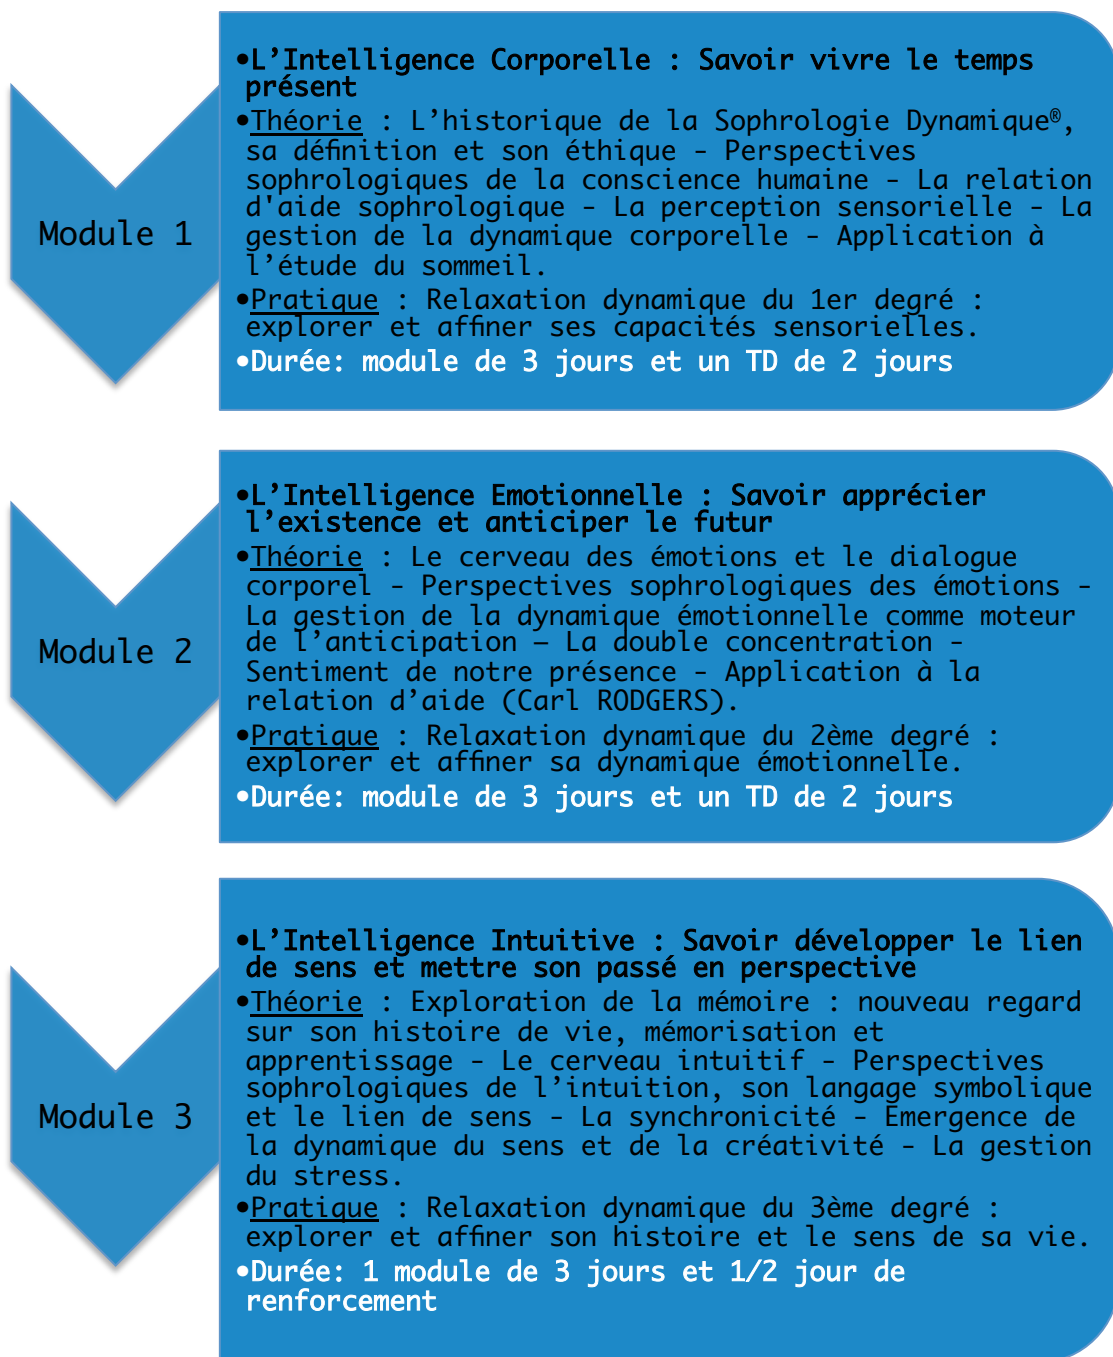 Module 1
•L’Intelligence Corporelle : Savoir vivre le temps
présent
•Théorie : L’historique de la Sophrologie Dynamique®,
sa définition et son éthique - Perspectives
sophrologiques de la conscience humaine - La relation
d'aide sophrologique - La perception sensorielle - La
gestion de la dynamique corporelle - Application à
l’étude du sommeil.
•Pratique : Relaxation dynamique du 1er degré :
explorer et affiner ses capacités sensorielles.
•Durée: module de 3 jours et un TD de 2 jours
Module 2
•L’Intelligence Emotionnelle : Savoir apprécier
l’existence et anticiper le futur
•Théorie : Le cerveau des émotions et le dialogue
corporel - Perspectives sophrologiques des émotions -
La gestion de la dynamique émotionnelle comme moteur
de l’anticipation – La double concentration -
Sentiment de notre présence - Application à la
relation d’aide (Carl RODGERS).
•Pratique : Relaxation dynamique du 2ème degré :
explorer et affiner sa dynamique émotionnelle.
•Durée: module de 3 jours et un TD de 2 jours
Module 3
•L’Intelligence Intuitive : Savoir développer le lien
de sens et mettre son passé en perspective
•Théorie : Exploration de la mémoire : nouveau regard
sur son histoire de vie, mémorisation et
apprentissage - Le cerveau intuitif - Perspectives
sophrologiques de l’intuition, son langage symbolique
et le lien de sens - La synchronicité - Emergence de
la dynamique du sens et de la créativité - La gestion
du stress.
•Pratique : Relaxation dynamique du 3ème degré :
explorer et affiner son histoire et le sens de sa vie.
•Durée: 1 module de 3 jours et 1/2 jour de
renforcement